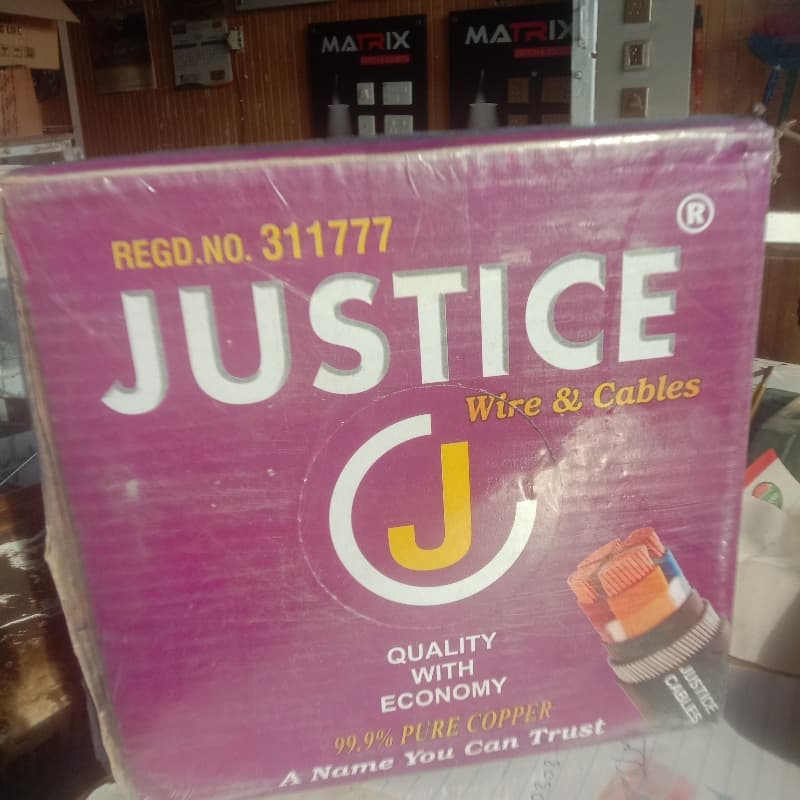 MATRIX
MATRIX
REGD.NO. 311777
®
JUSTICE
Wire & Cables
J
QUALITY
WITH
ECONOMY
99.9% PURE COPPER
A Name You Can Trust
JUSTICE
CABLES